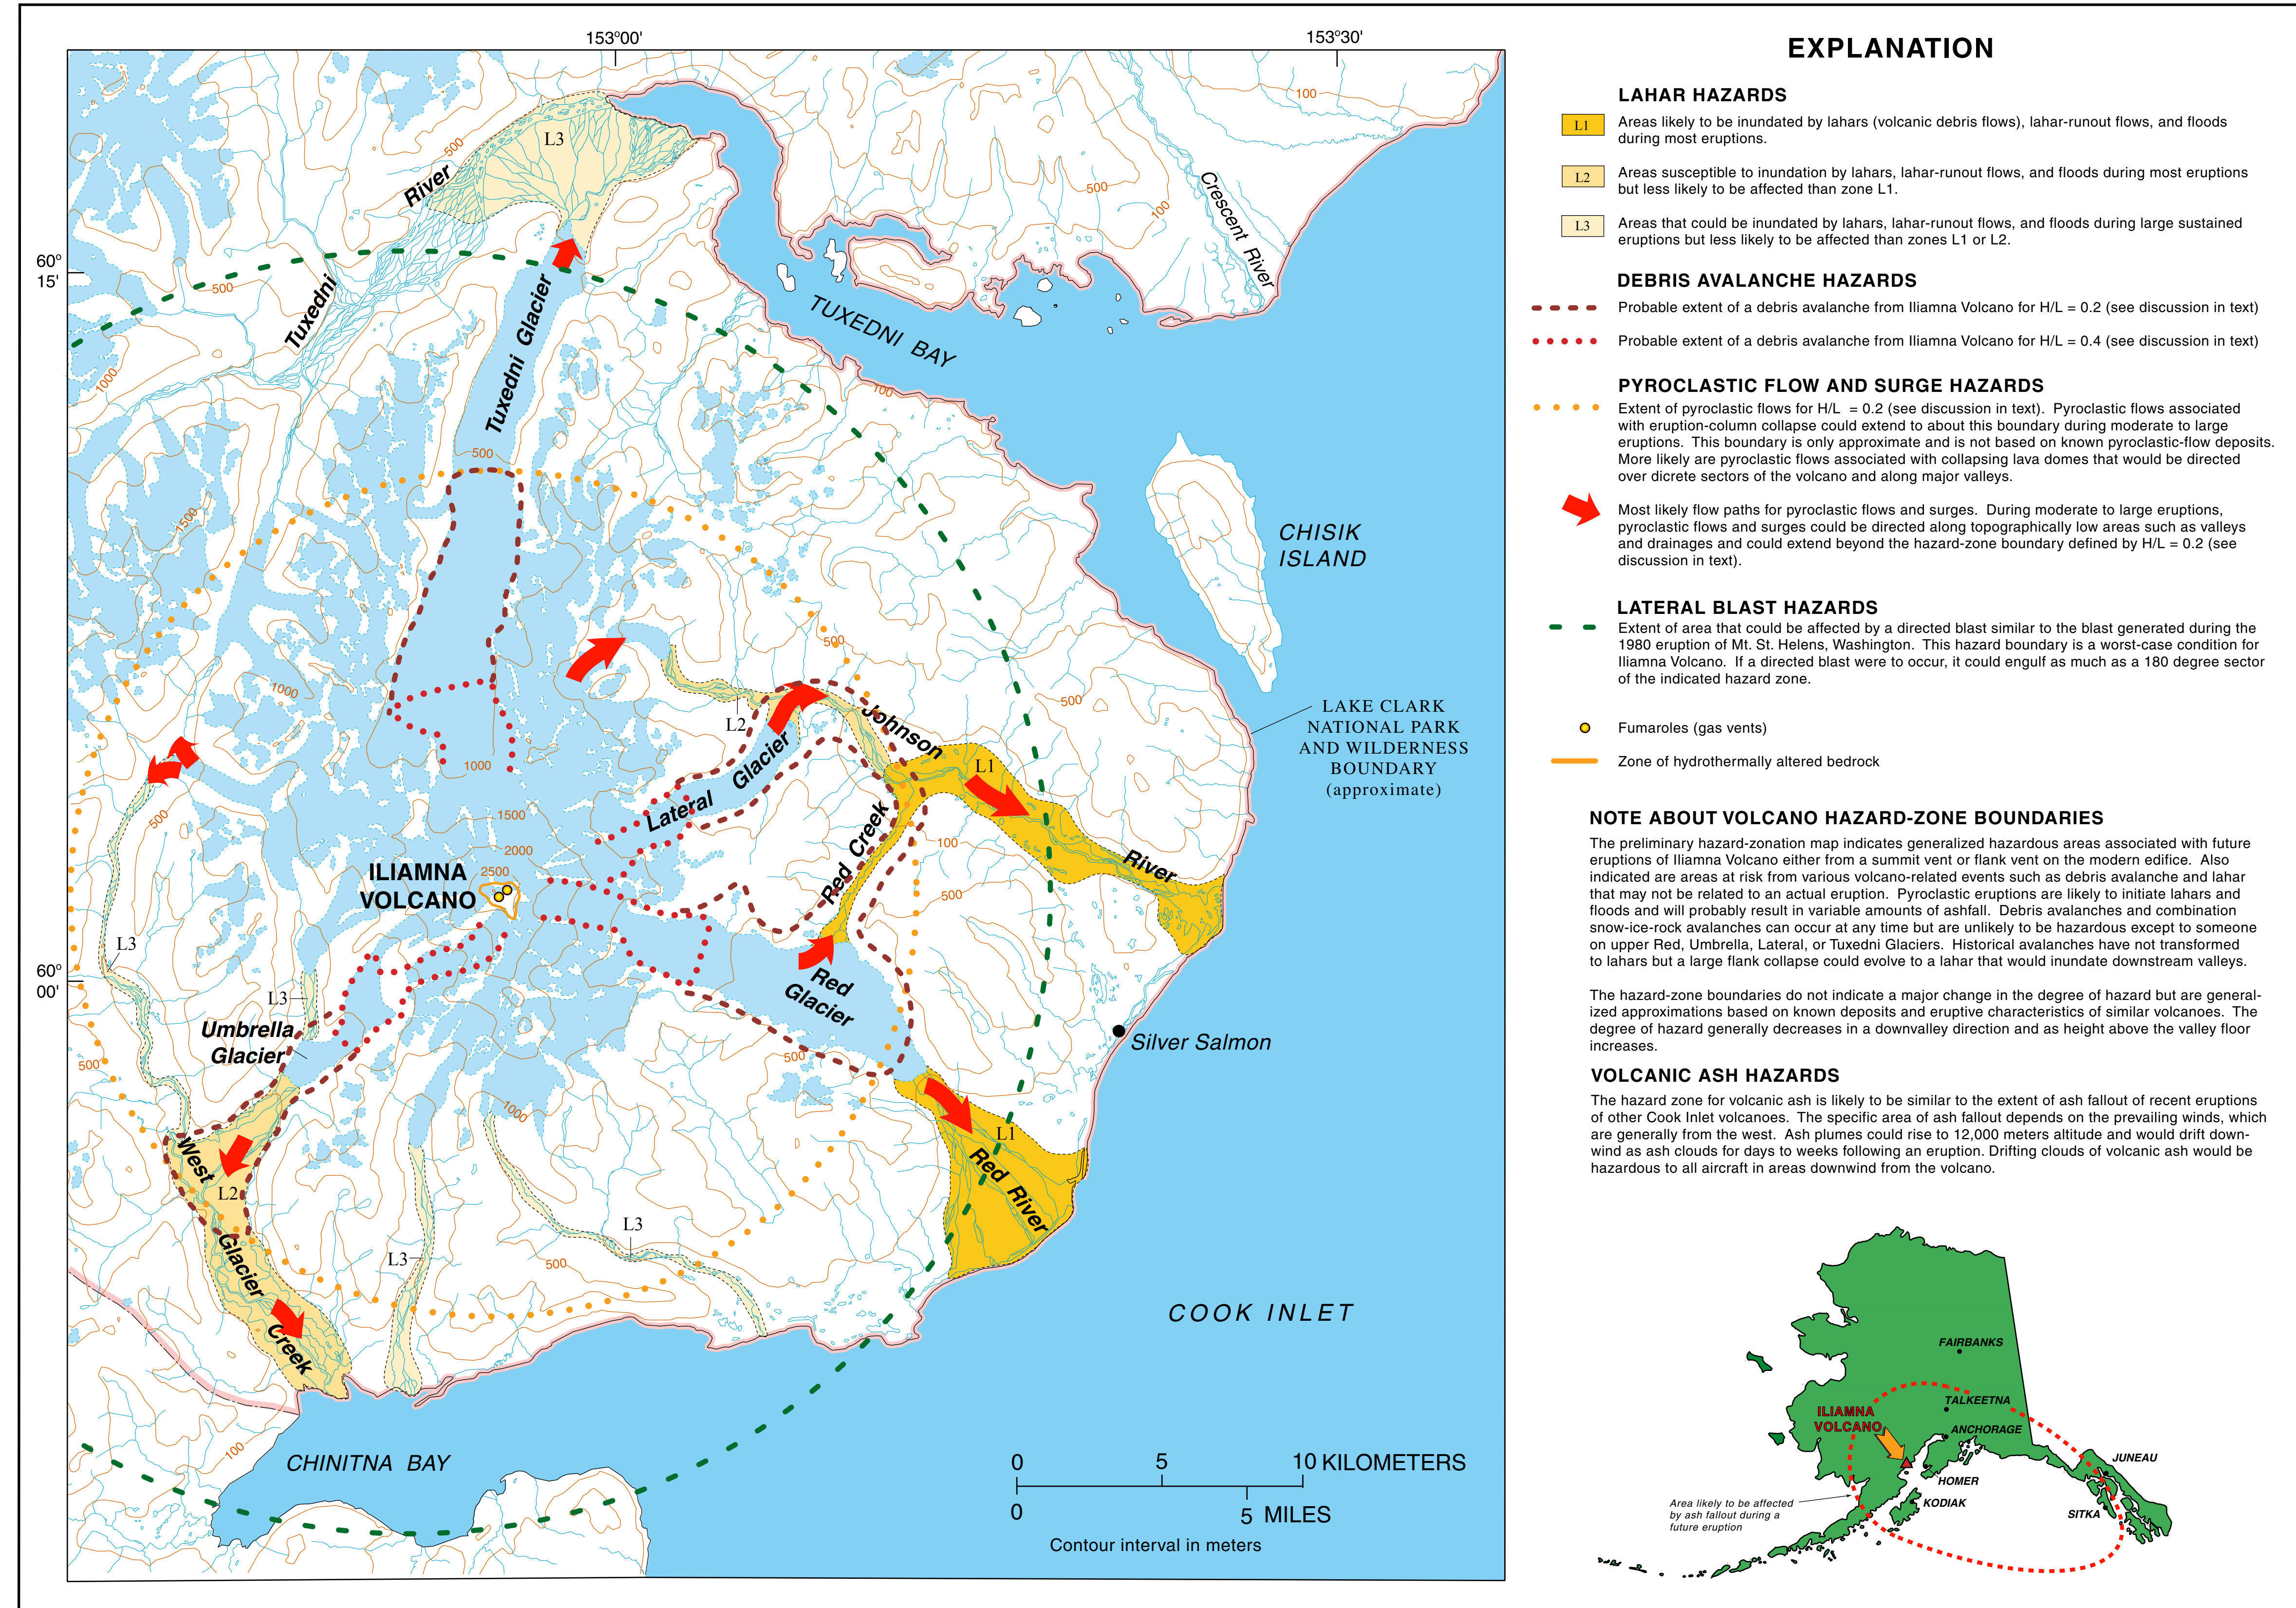 153°00'
153°30'
60°
15'
60°
00'
L3
River
Tuxedni
Tuxedni Glacier
500
500
1000
1500
100
500
100
Crescent River
TUXEDNI BAY
100
500
CHISIK
ISLAND
500
500
LAKE CLARK
NATIONAL PARK
AND WILDERNESS
BOUNDARY
(approximate)
1000
L2
Johnson
L1
1000
Lateral Glacier
1500
500
Red Creek
100
2000
River
ILIAMNA
VOLCANO
2500
500
L3
L3
Red
Glacier
Umbrella
Glacier
Silver Salmon
500
500
1000
L1
West
L2
Red River
L3
Glacier
L3
500
Creek
COOK INLET
100
CHINITNA BAY
0 5 10 KILOMETERS
0 5 MILES
Contour interval in meters
EXPLANATION
LAHAR HAZARDS
L1 Areas likely to be inundated by lahars (volcanic debris flows), lahar-runout flows, and floods
during most eruptions.
L2 Areas susceptible to inundation by lahars, lahar-runout flows, and floods during most eruptions
but less likely to be affected than zone L1.
L3 Areas that could be inundated by lahars, lahar-runout flows, and floods during large sustained
eruptions but less likely to be affected than zones L1 or L2.
DEBRIS AVALANCHE HAZARDS
Probable extent of a debris avalanche from Iliamna Volcano for H/L = 0.2 (see discussion in text)
Probable extent of a debris avalanche from Iliamna Volcano for H/L = 0.4 (see discussion in text)
PYROCLASTIC FLOW AND SURGE HAZARDS
Extent of pyroclastic flows for H/L = 0.2 (see discussion in text). Pyroclastic flows associated
with eruption-column collapse could extend to about this boundary during moderate to large
eruptions. This boundary is only approximate and is not based on known pyroclastic-flow deposits.
More likely are pyroclastic flows associated with collapsing lava domes that would be directed
over dicrete sectors of the volcano and along major valleys.
Most likely flow paths for pyroclastic flows and surges. During moderate to large eruptions,
pyroclastic flows and surges could be directed along topographically low areas such as valleys
and drainages and could extend beyond the hazard-zone boundary defined by H/L = 0.2 (see
discussion in text).
LATERAL BLAST HAZARDS
Extent of area that could be affected by a directed blast similar to the blast generated during the
1980 eruption of Mt. St. Helens, Washington. This hazard boundary is a worst-case condition for
Iliamna Volcano. If a directed blast were to occur, it could engulf as much as a 180 degree sector
of the indicated hazard zone.
Fumaroles (gas vents)
Zone of hydrothermally altered bedrock
NOTE ABOUT VOLCANO HAZARD-ZONE BOUNDARIES
The preliminary hazard-zonation map indicates generalized hazardous areas associated with future
eruptions of Iliamna Volcano either from a summit vent or flank vent on the modern edifice. Also
indicated are areas at risk from various volcano-related events such as debris avalanche and lahar
that may not be related to an actual eruption. Pyroclastic eruptions are likely to initiate lahars and
floods and will probably result in variable amounts of ashfall. Debris avalanches and combination
snow-ice-rock avalanches can occur at any time but are unlikely to be hazardous except to someone
on upper Red, Umbrella, Lateral, or Tuxedni Glaciers. Historical avalanches have not transformed
to lahars but a large flank collapse could evolve to a lahar that would inundate downstream valleys.
The hazard-zone boundaries do not indicate a major change in the degree of hazard but are general-
ized approximations based on known deposits and eruptive characteristics of similar volcanoes. The
degree of hazard generally decreases in a downvalley direction and as height above the valley floor
increases.
VOLCANIC ASH HAZARDS
The hazard zone for volcanic ash is likely to be similar to the extent of ash fallout of recent eruptions
of other Cook Inlet volcanoes. The specific area of ash fallout depends on the prevailing winds, which
are generally from the west. Ash plumes could rise to 12,000 meters altitude and would drift down-
wind as ash clouds for days to weeks following an eruption. Drifting clouds of volcanic ash would be
hazardous to all aircraft in areas downwind from the volcano.
FAIRBANKS
TALKEETNA
ILIAMNA
VOLCANO
ANCHORAGE
JUNEAU
HOMER
KODIAK
SITKA
Area likely to be affected
by ash fallout during a
future eruption